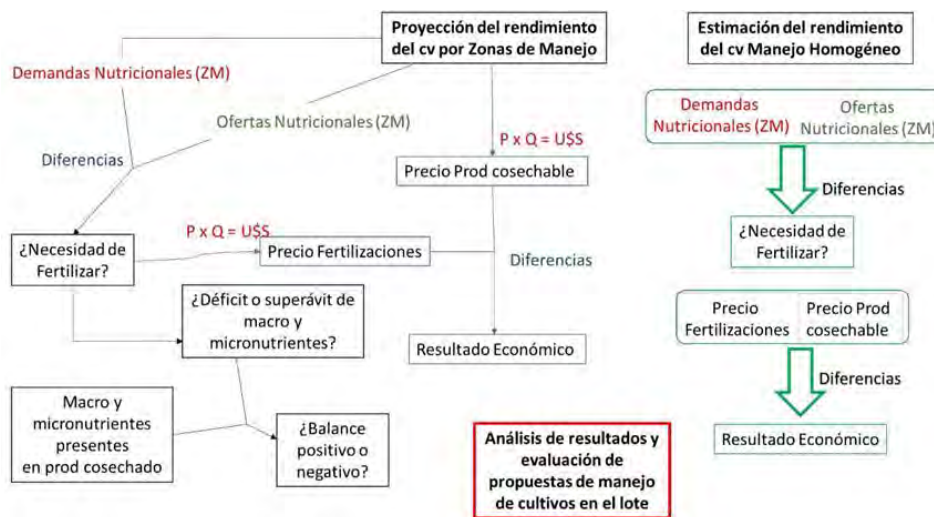 Proyección del rendimiento
del cv por Zonas de Manejo
Demandas Nutricionales (ZM)
Ofertas Nutricionales (ZM)
Diferencias
P x Q = U$S
Precio Prod cosechable
¿Necesidad de
Fertilizar?
P x Q = U$S
Precio Fertilizaciones
Diferencias
¿Déficit o superávit de
macro y
micronutrientes?
Resultado Económico
Macro y
micronutrientes
presentes
en prod cosechado
¿Balance
positivo o
negativo?
Análisis de resultados y
evaluación de
propuestas de manejo
de cultivos en el lote
Estimación del rendimiento
del cv Manejo Homogéneo
Demandas
Nutricionales (ZM)
Ofertas
Nutricionales (ZM)
Diferencias
¿Necesidad de
Fertilizar?
Precio
Fertilizaciones
Precio Prod
cosechable
Diferencias
Resultado Económico